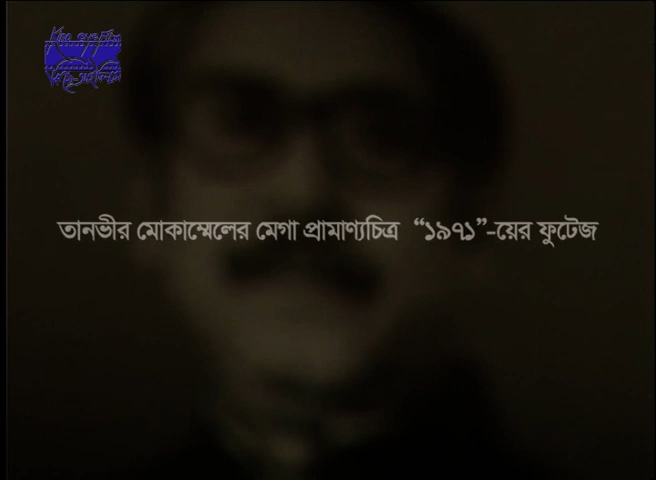 তানভীর মোকাম্মেলের মেগা প্রামাণ্যচিত্র “১৯৭১”-য়ের ফুটেজ